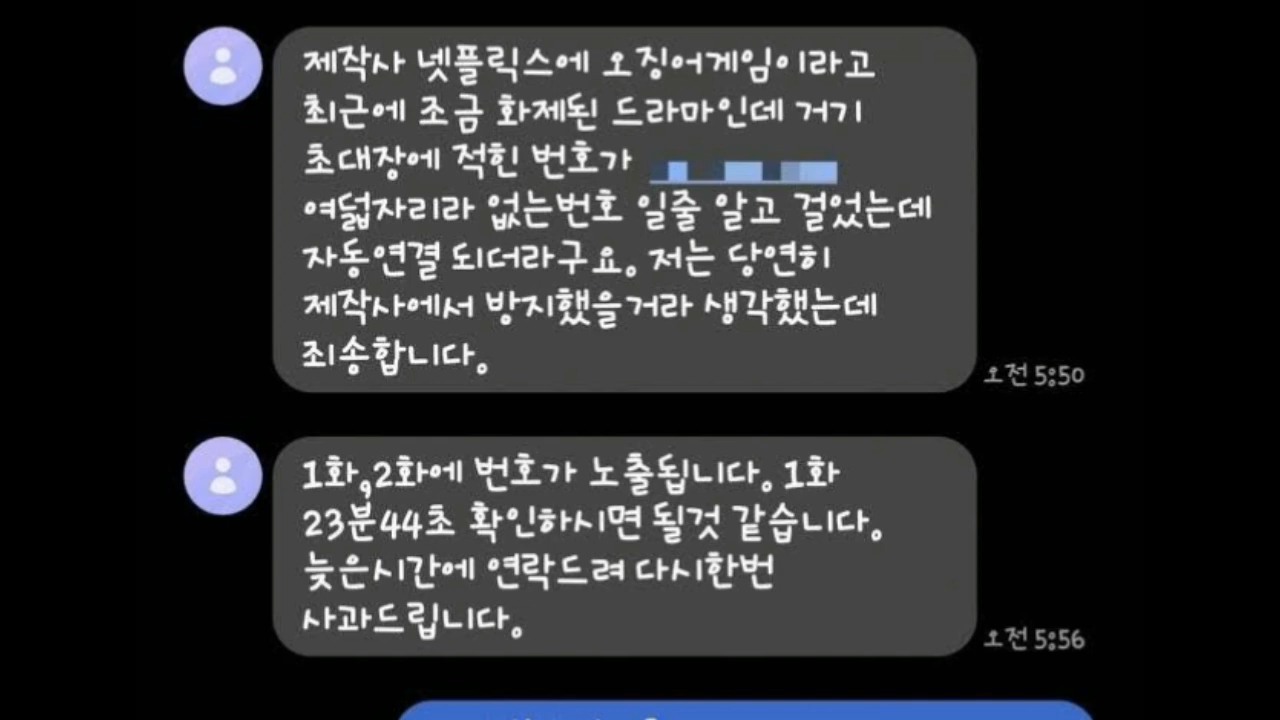 제작사 넷플릭스에 오징어게임이라고
최근에 조금 화제된 드라마인데 거기
초대장에 적힌 번호가
여덟자리라 없는번호 일줄 알고 걸었는데
자동연결 되더라구요. 저는 당연히
제작사에서 방지했을거라 생각했는데
죄송합니다.
오전 5:50
1화,2화에 번호가 노출됩니다. 1화
23분44초 확인하시면 될것 같습니다.
늦은시간에 연락드려 다시한번
사과드립니다.
오전 5:56